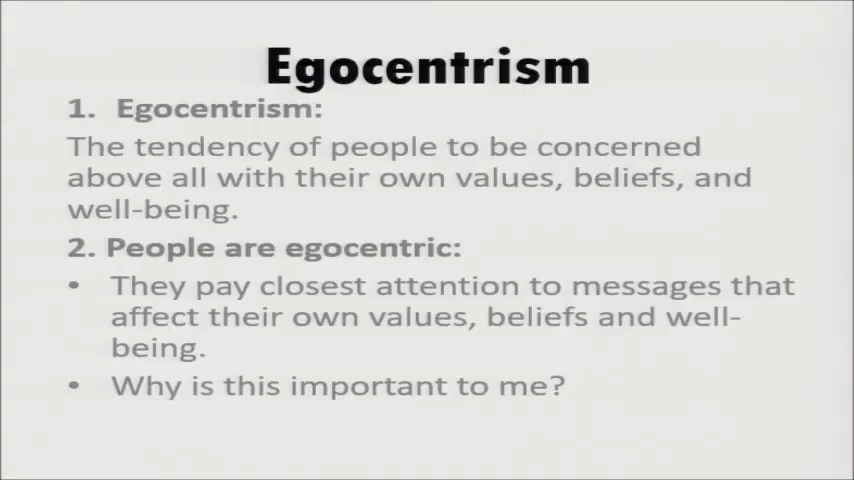 Egocentrism
1. Egocentrism:
The tendency of people to be concerned
above all with their own values, beliefs, and
well-being.
2. People are egocentric:
• They pay closest attention to messages that
affect their own values, beliefs and well-
being.
• Why is this important to me?